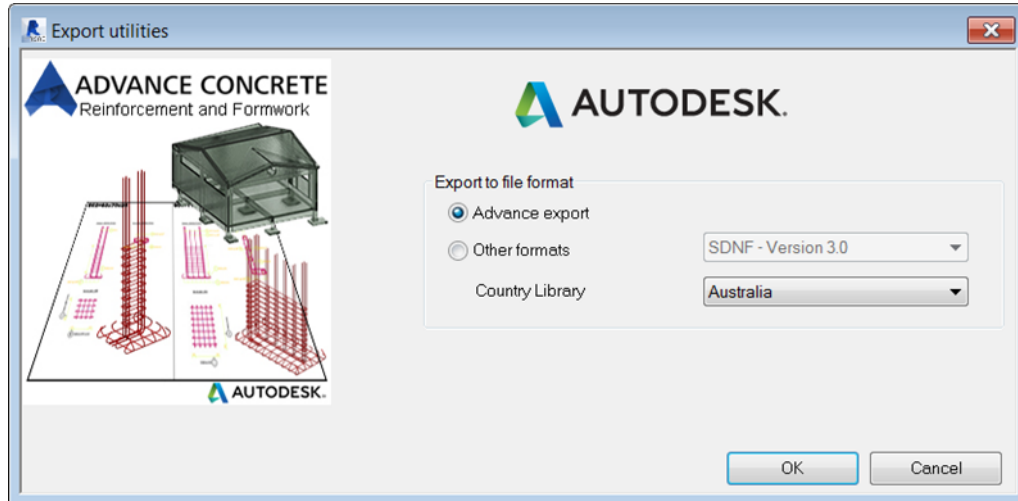 Export utilities
ADVANCE CONCRETE
Reinforcement and Formwork
AUTODESK.
AUTODESK.
Export to file format
Advance export
Other formats
SDNF - Version 3.0
Country Library
Australia
OK
Cancel